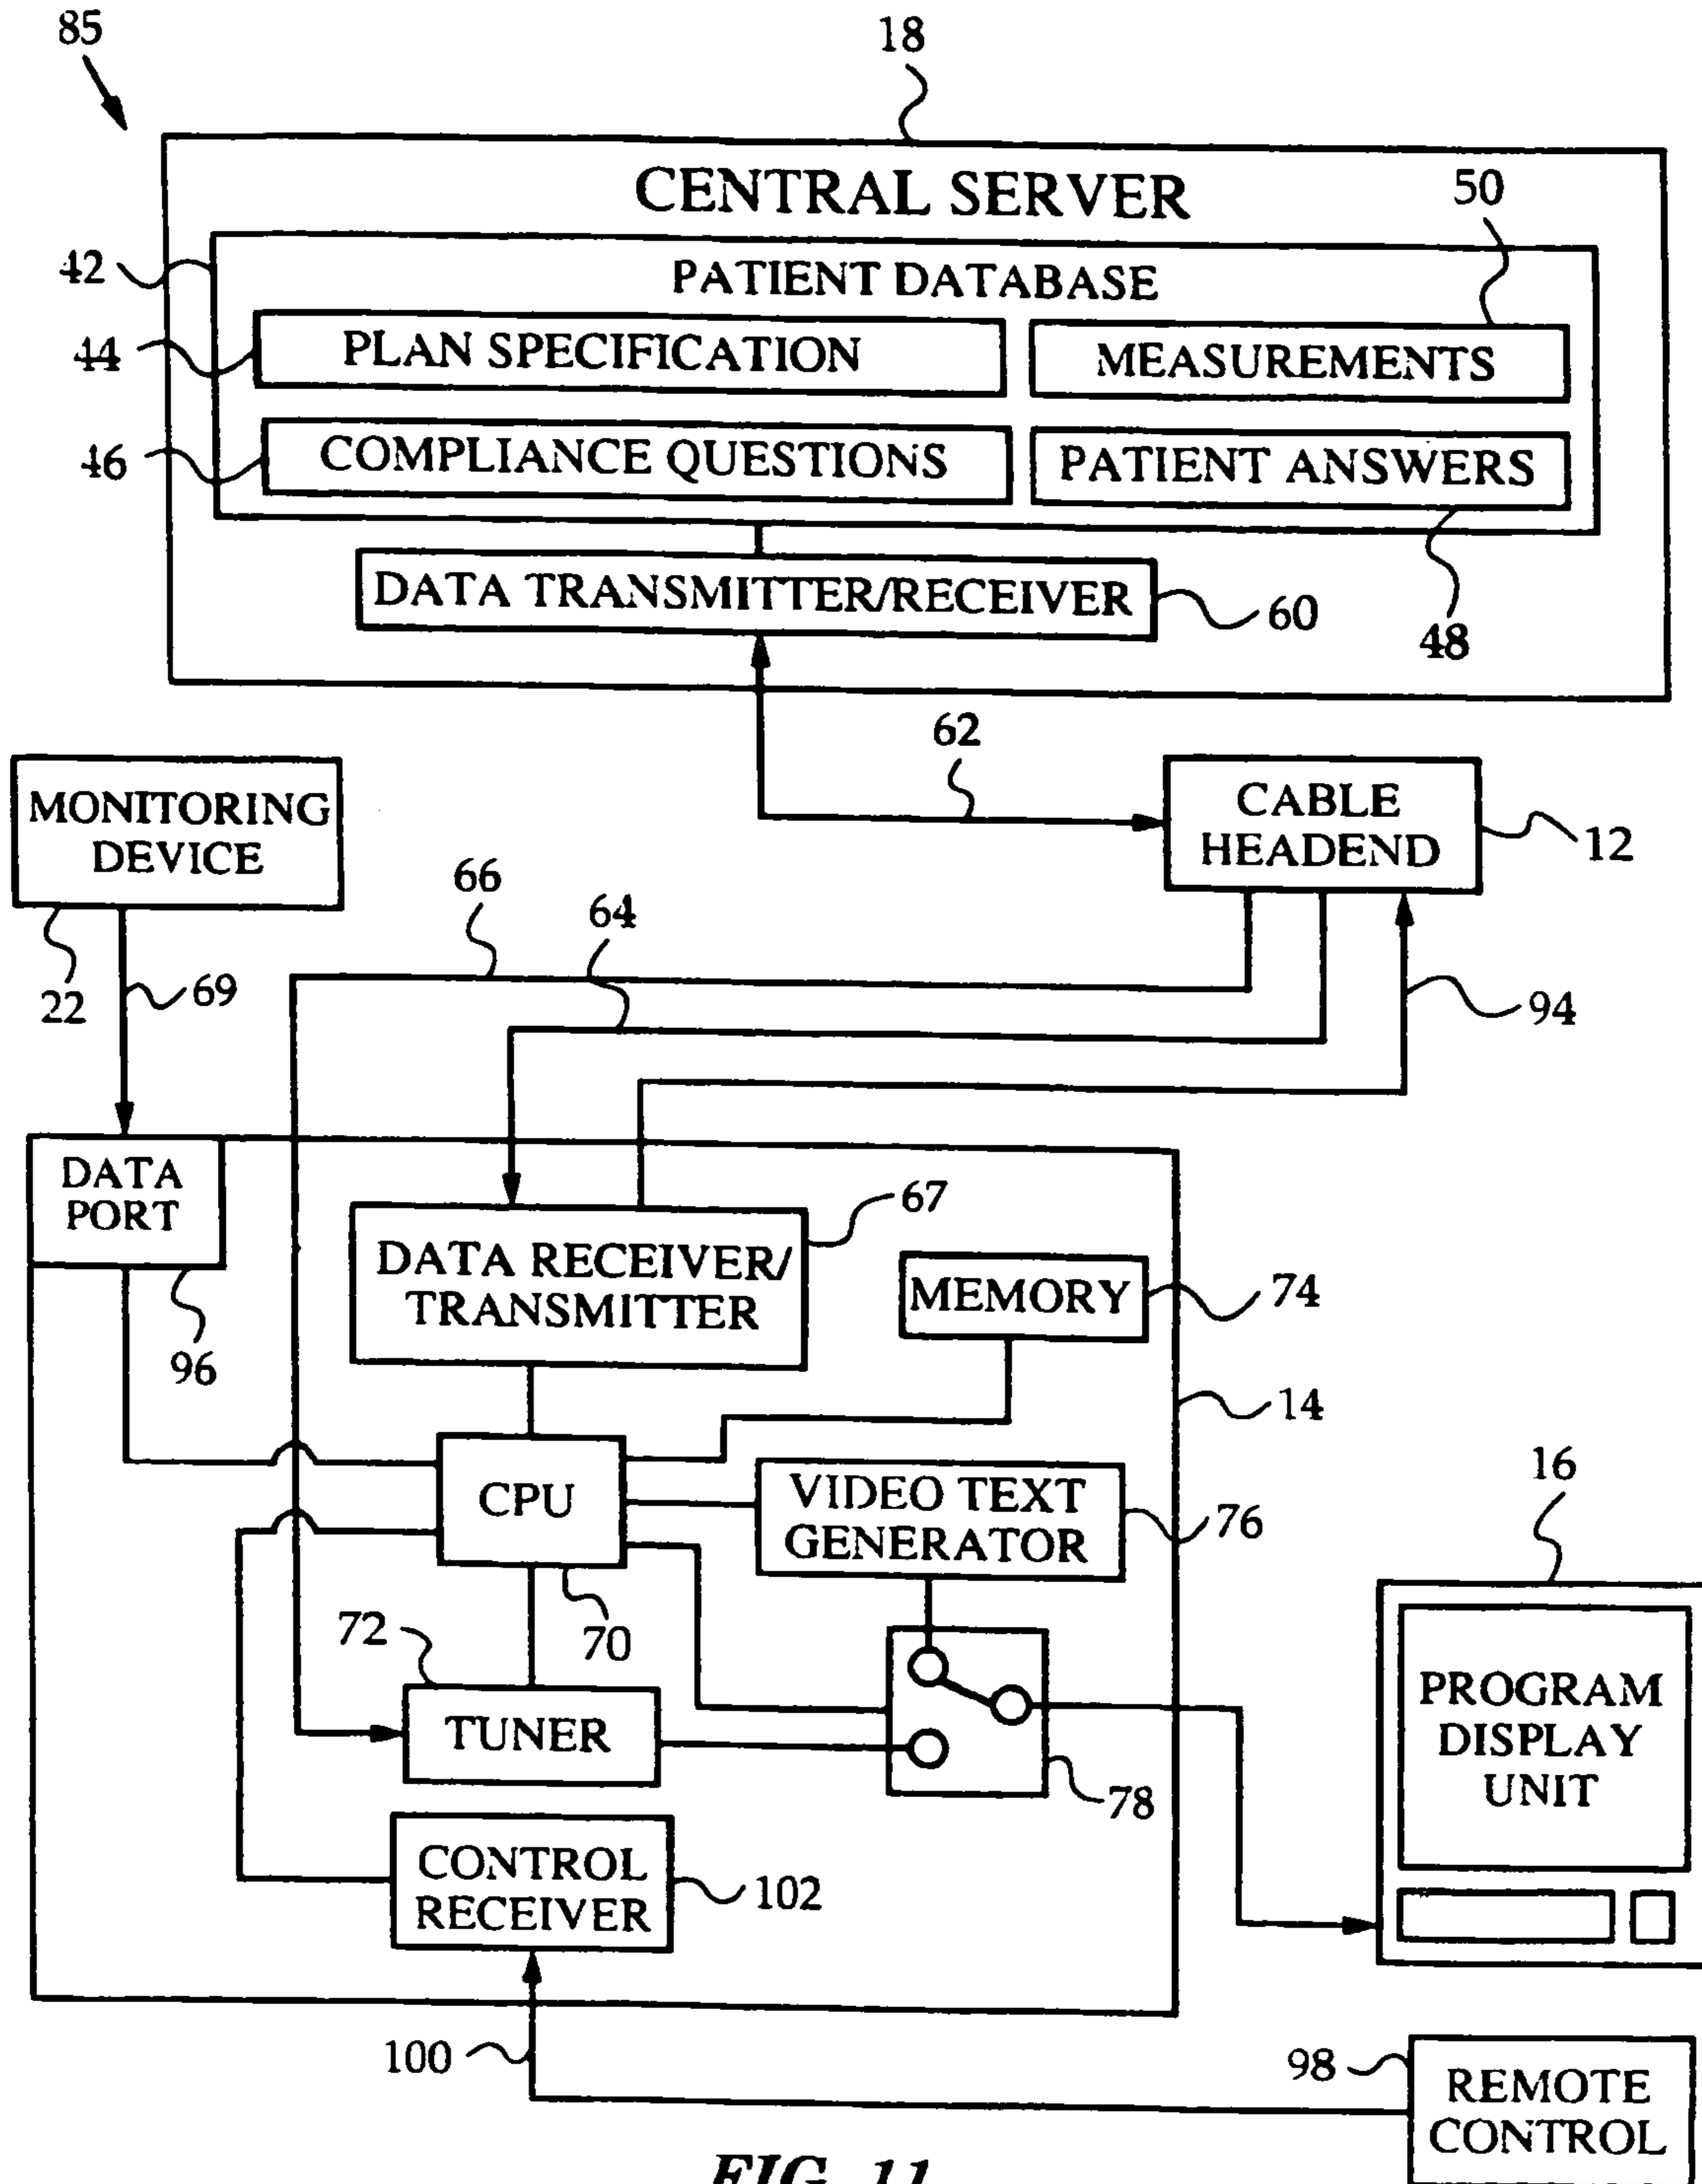 85
18
CENTRAL SERVER
50
42
PATIENT DATABASE
44
PLAN SPECIFICATION
MEASUREMENTS
46
COMPLIANCE QUESTIONS
PATIENT ANSWERS
DATA TRANSMITTER/RECEIVER
60
48
62
MONITORING
DEVICE
CABLE
HEADEND
12
66
64
22
69
94
DATA
PORT
67
DATA RECEIVER/
TRANSMITTER
MEMORY
74
96
14
CPU
VIDEO TEXT
GENERATOR
76
16
72
70
TUNER
78
PROGRAM
DISPLAY
UNIT
CONTROL
RECEIVER
102
100
98
REMOTE
CONTROL
FIG. 11